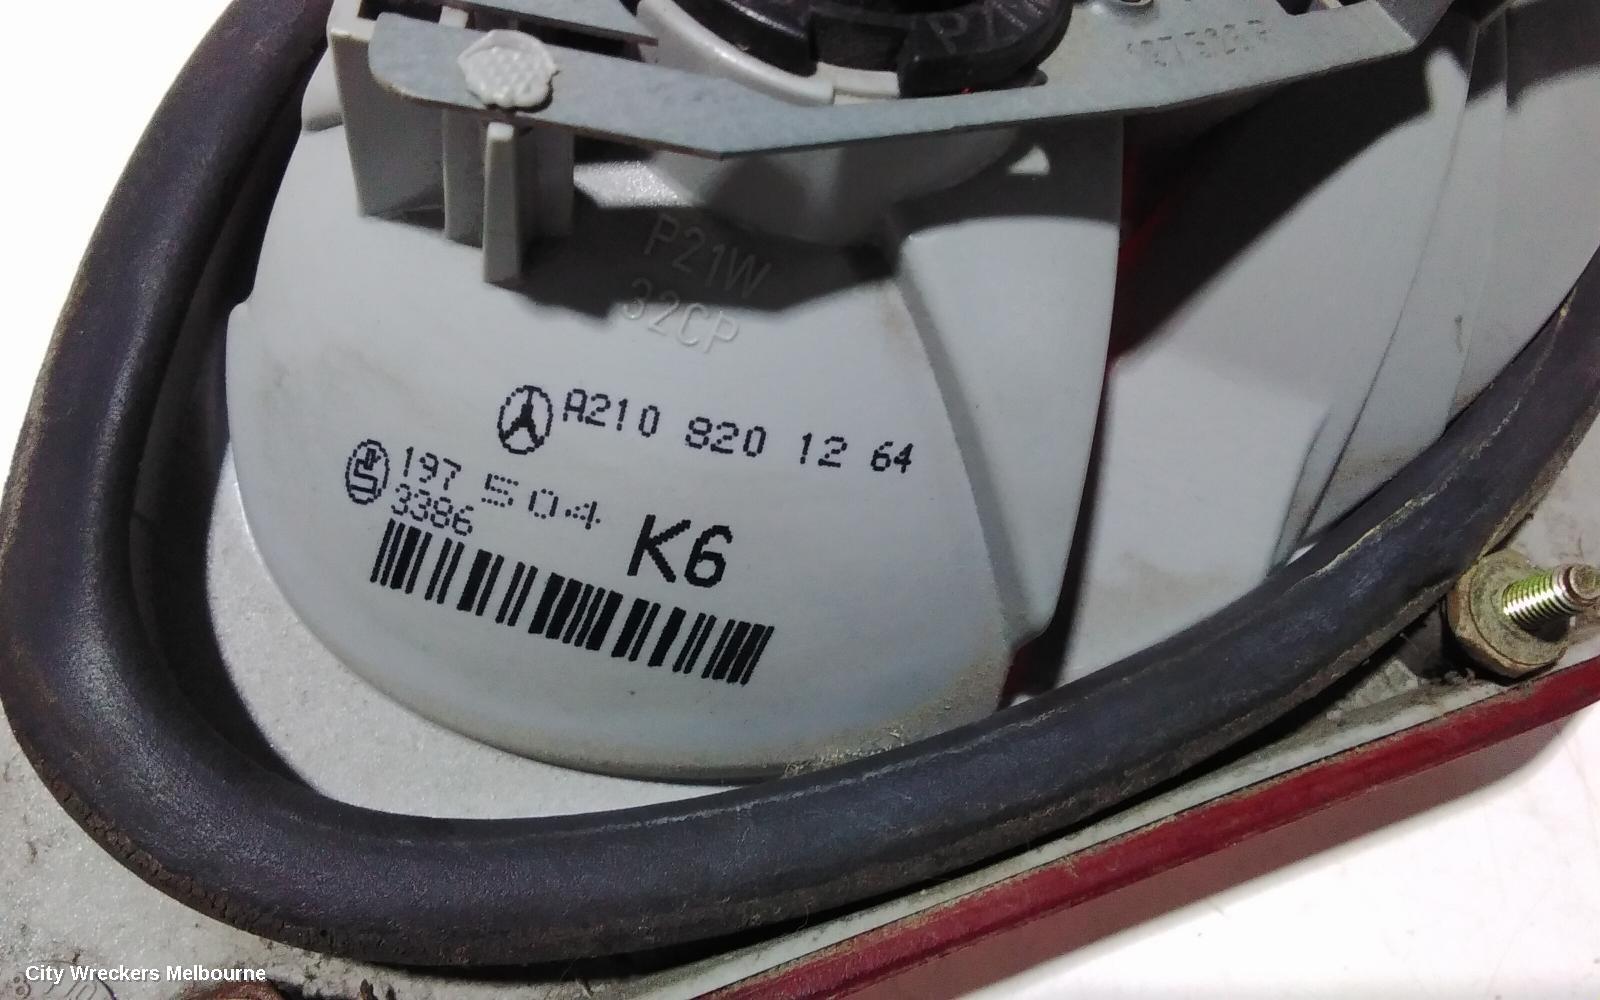 P21W
32CP
A210 820 12 64
197 504
3386
K6
City Wreckers Melbourne